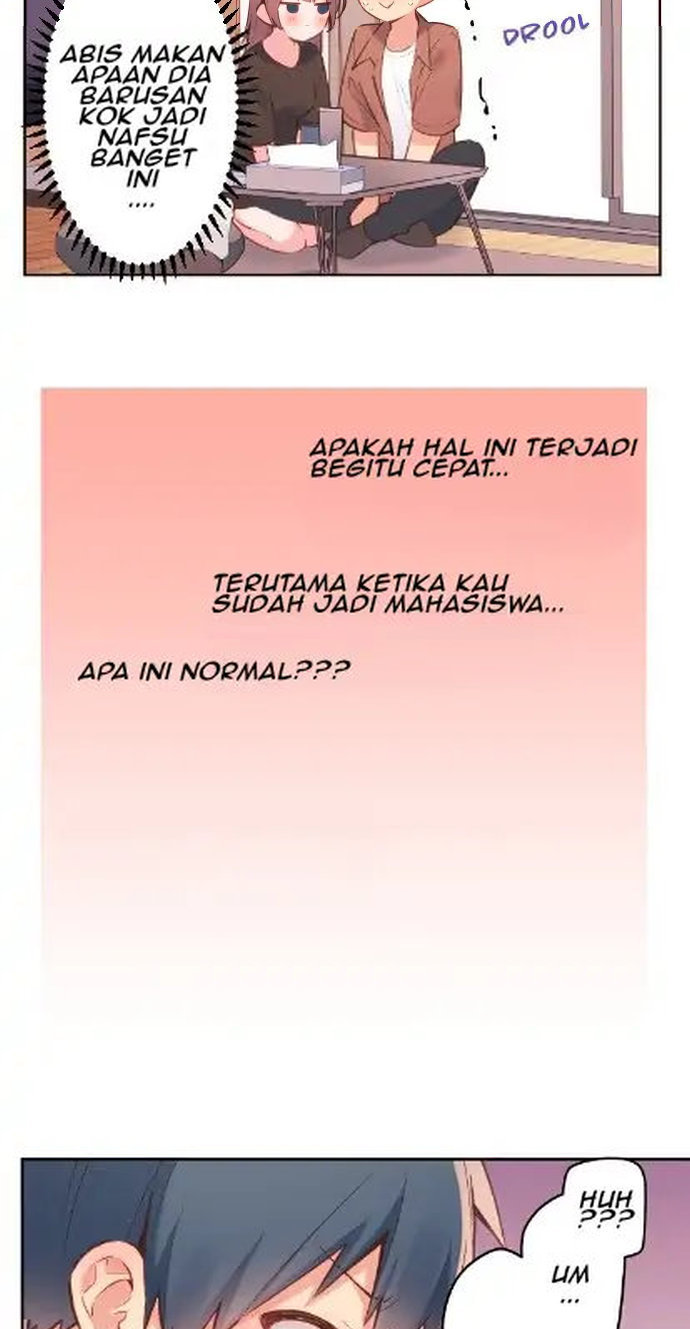 ABIS MAKAN
APAAN DIA
BARUSAN
KOK JADI
NAFSU
BANGET
INI
....
DROOL
APAKAH HAL INI TERJADI
BEGITU CEPAT...
TERUTAMA KETIKA KAU
SUDAH JADI MAHASISWA...
APA INI NORMAL???
HUH
???
UM
...